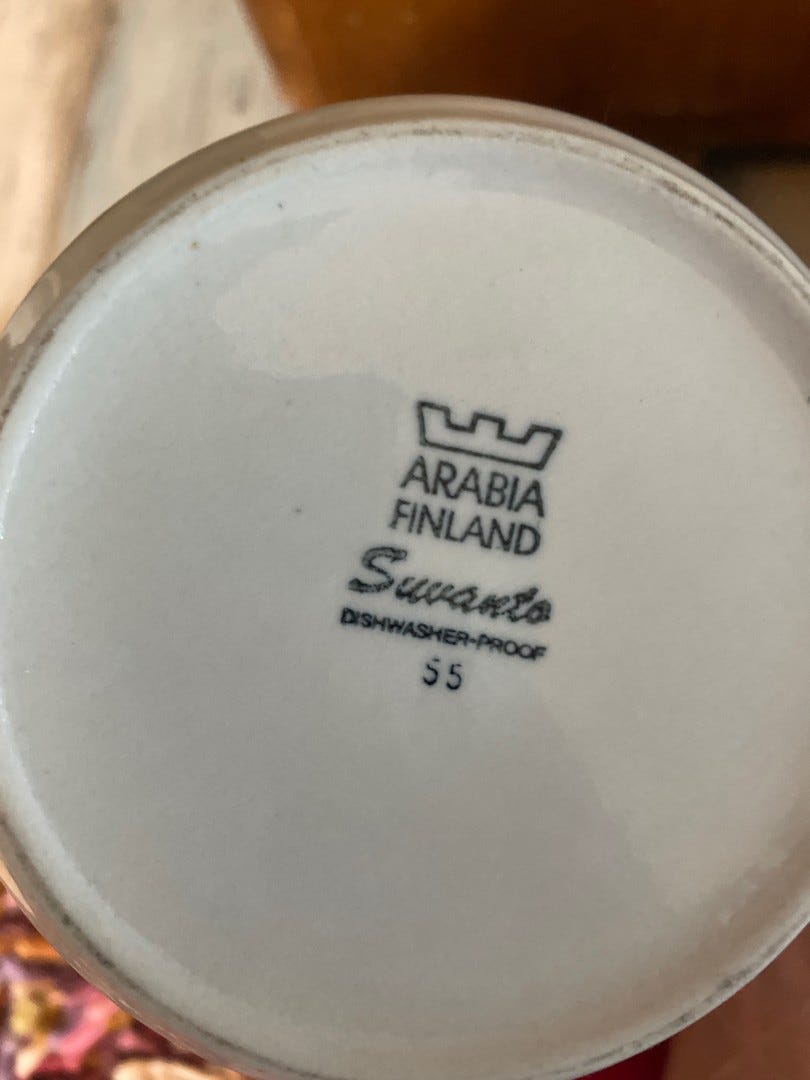 ARABIA
FINLAND
Suvanto
DISHWASHER-PROOF
55